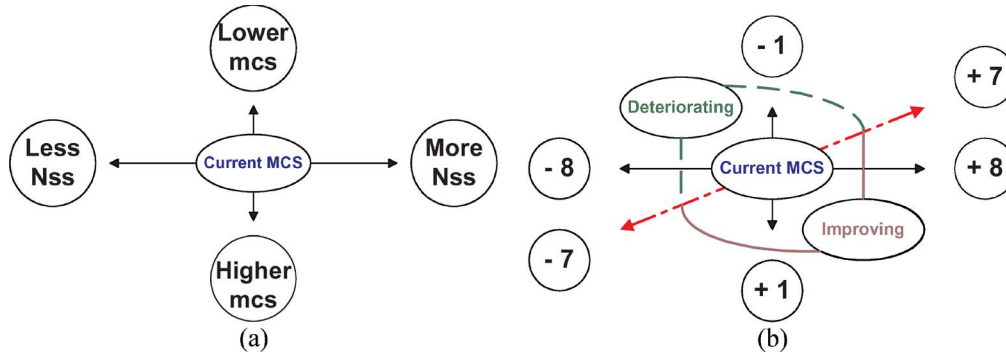 Lower
mcs
Less
Nss
Current MCS
More
Nss
Higher
mcs
(a)
- 1
+ 7
Deteriorating
- 8
Current MCS
+ 8
Improving
- 7
+ 1
(b)